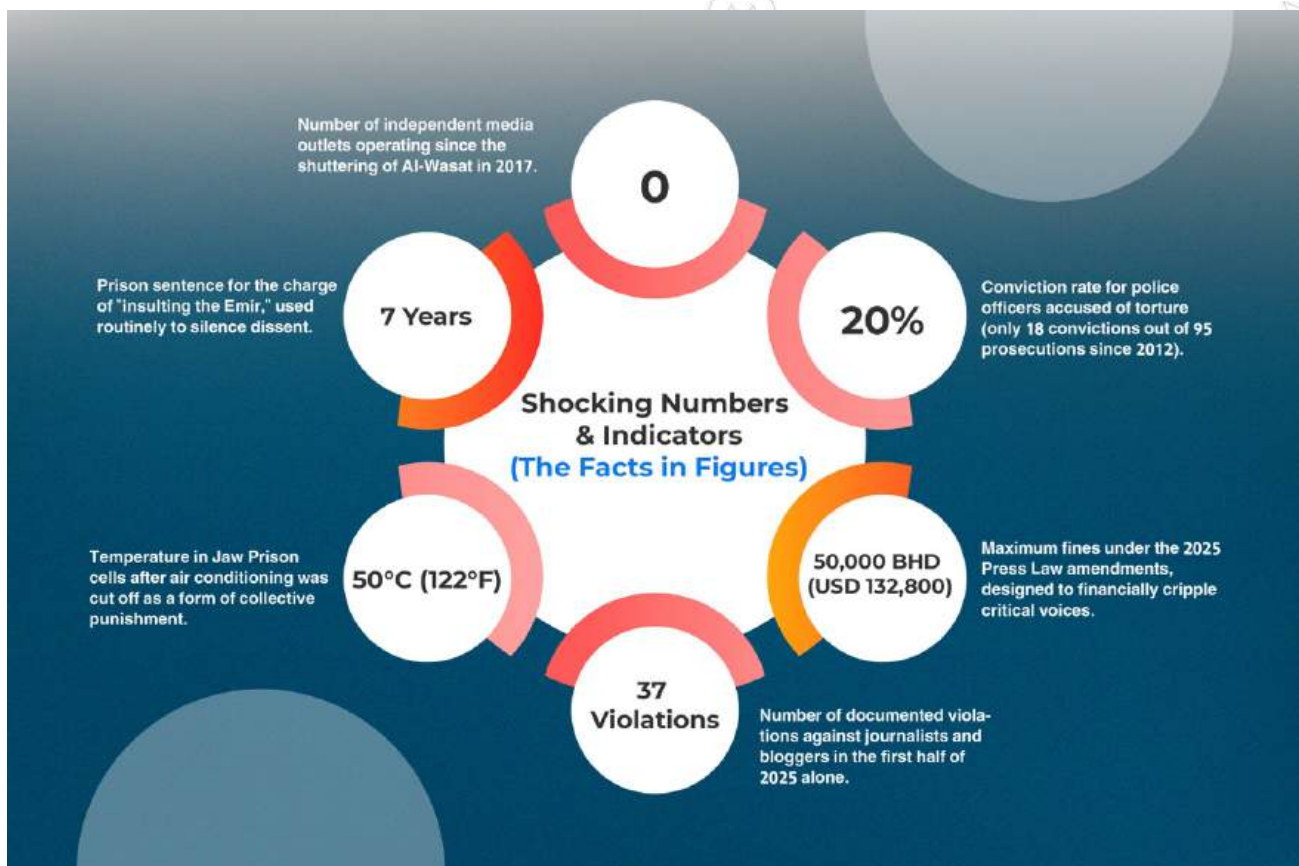 Number of independent media
outlets operating since the
shuttering of Al-Wasat in 2017.
0
Prison sentence for the charge
of "insulting the Emir," used
routinely to silence dissent.
7 Years
20%
Conviction rate for police
officers accused of torture
(only 18 convictions out of 95
prosecutions since 2012).
Shocking Numbers
& Indicators
(The Facts in Figures)
Temperature in Jaw Prison
cells after air conditioning was
cut off as a form of collective
punishment.
50°C (122°F)
50,000 BHD
(USD 132,800)
Maximum fines under the 2025
Press Law amendments,
designed to financially cripple
critical voices.
37
Violations
Number of documented viola-
tions against journalists and
bloggers in the first half of
2025 alone.